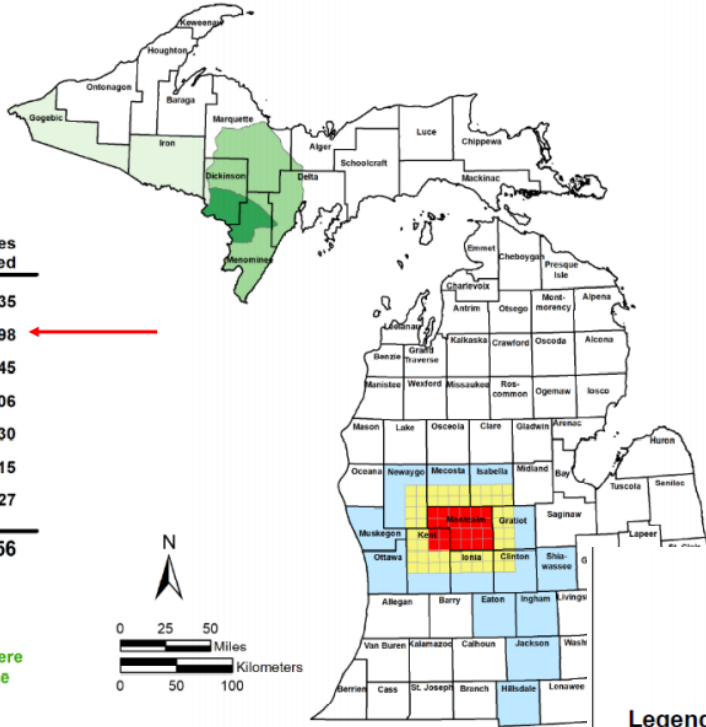 Keweenaw
Houghton
Ontonagon
Baraga
Gogebic
Marquette
Luce
Iron
Alger
Chippewa
Schoolcraft
Dickinson
Delta
Mackinac
Menominee
Emmet
Cheboygan
Presque
Isle
Charlevoix
Antrim
Otsego
Mont-
morency
Alpena
Leelanau
Kalkaska
Crawford
Oscoda
Alcona
Benzie
Grand
Traverse
Manistee
Wexford
Missaukee
Ros-
common
Ogemaw
Iosco
Mason
Lake
Osceola
Clare
Gladwin
Arenac
Huron
Oceana
Newaygo
Mecosta
Isabella
Midland
Bay
Tuscola
Sanilac
Montcalm
Gratiot
Saginaw
Muskegon
Kent
Lapeer
Ottawa
Ionia
Clinton
Shia-
wassee
G
Allegan
Barry
Eaton
Ingham
Livings
Van Buren
Kalamazoo
Calhoun
Jackson
Wash
Berrien
Cass
St. Joseph
Branch
Hillsdale
Lenawee
es
ed
35
98
45
06
30
15
27
56
N
0 25 50
Miles
Kilometers
0 50 100
ere
e
Legend